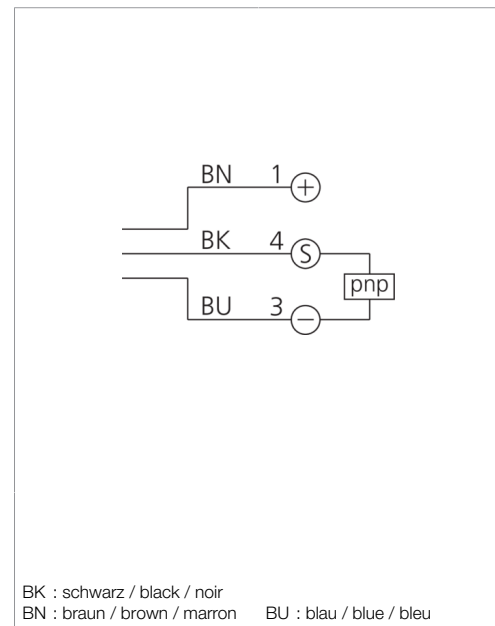 BN 1 +
BK 4 S
pnp
BU 3 −
BK : schwarz / black / noir
BN : braun / brown / marron BU : blau / blue / bleu